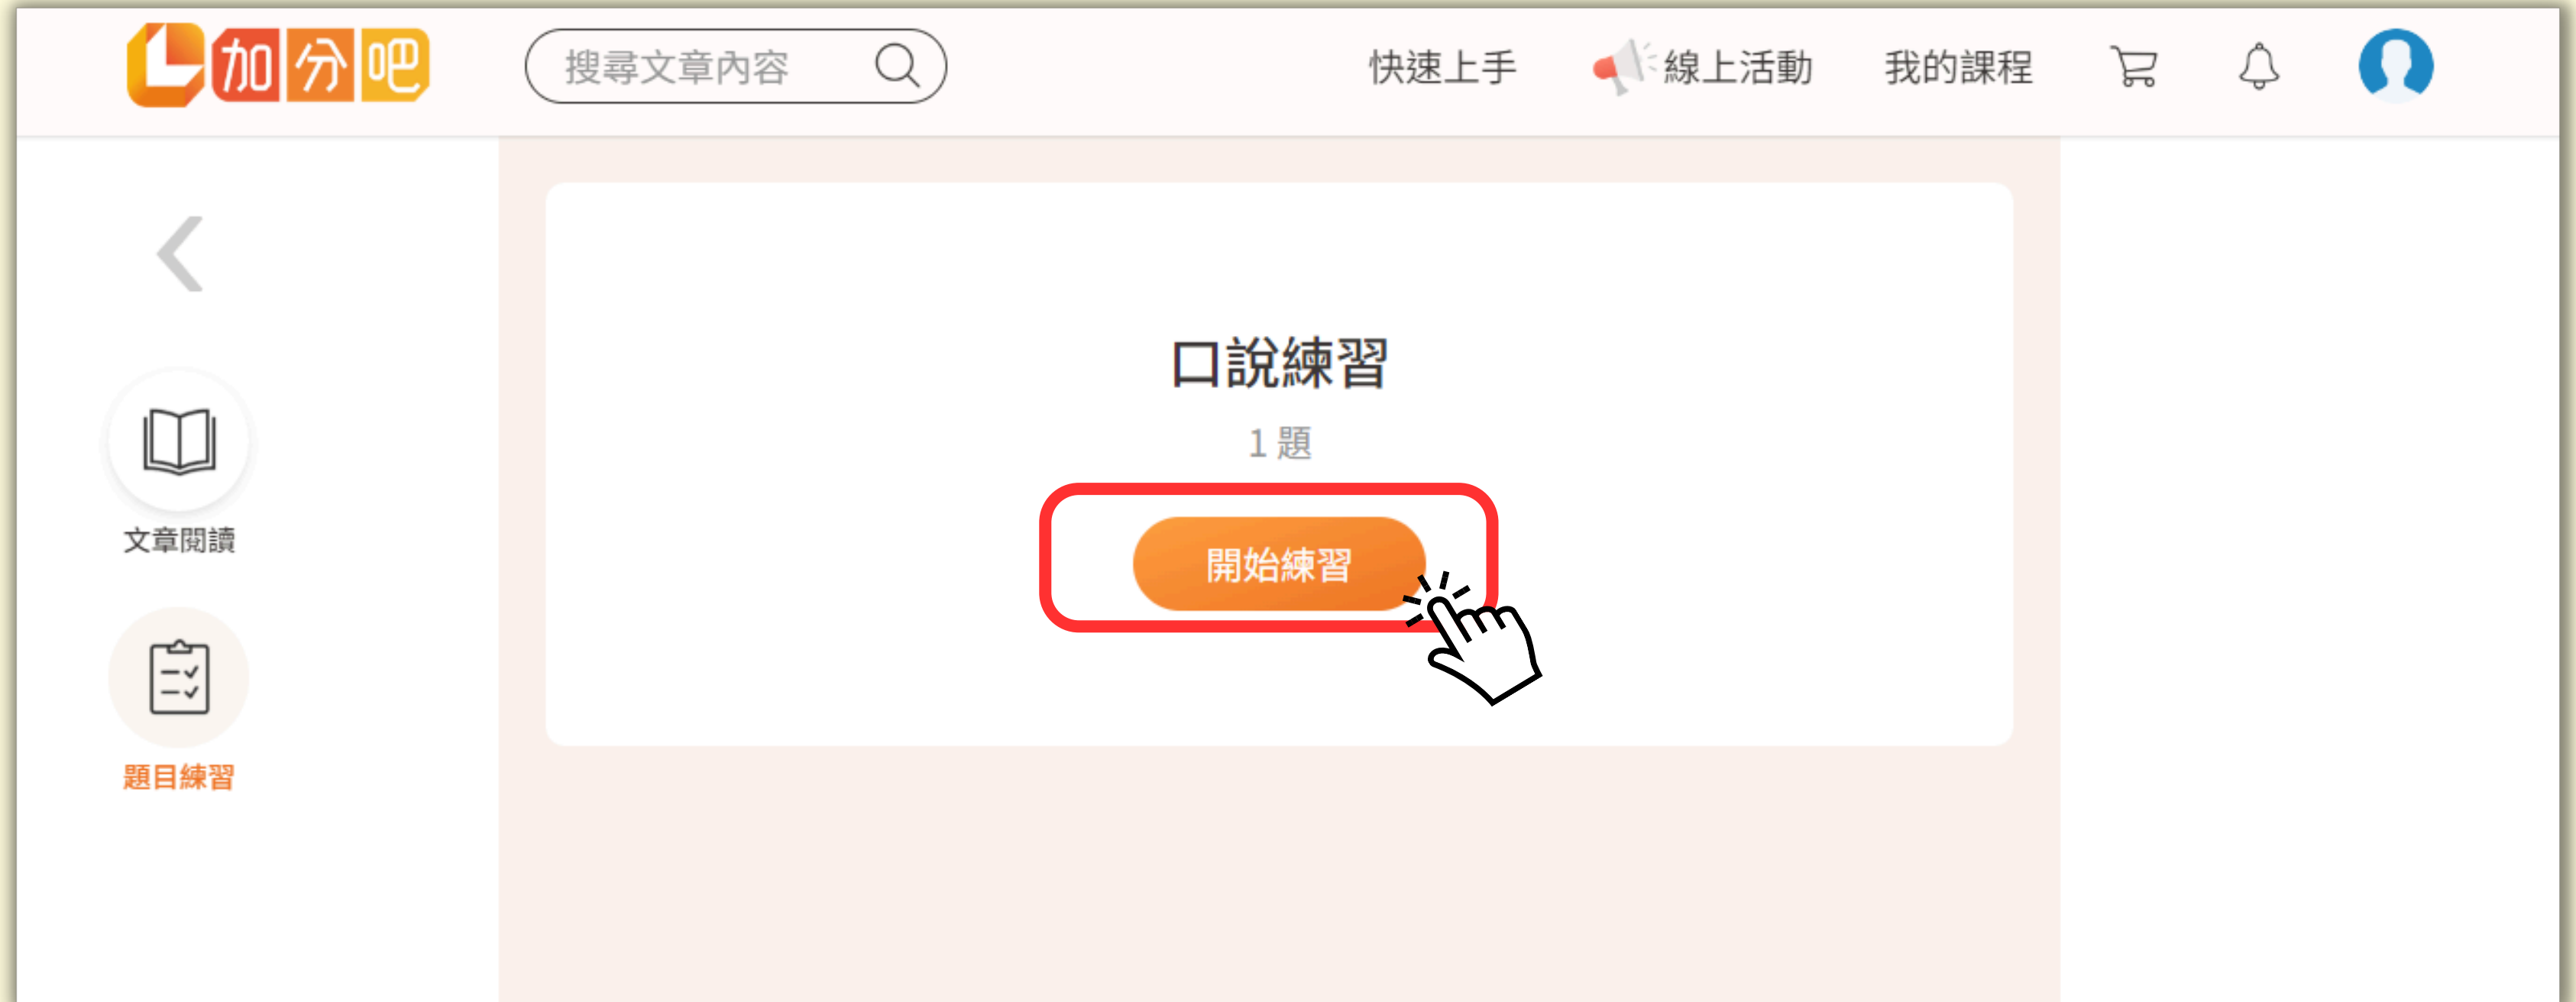 加分吧
搜尋文章內容
快速上手
線上活動
我的課程
口說練習
1 題
開始練習
文章閱讀
題目練習